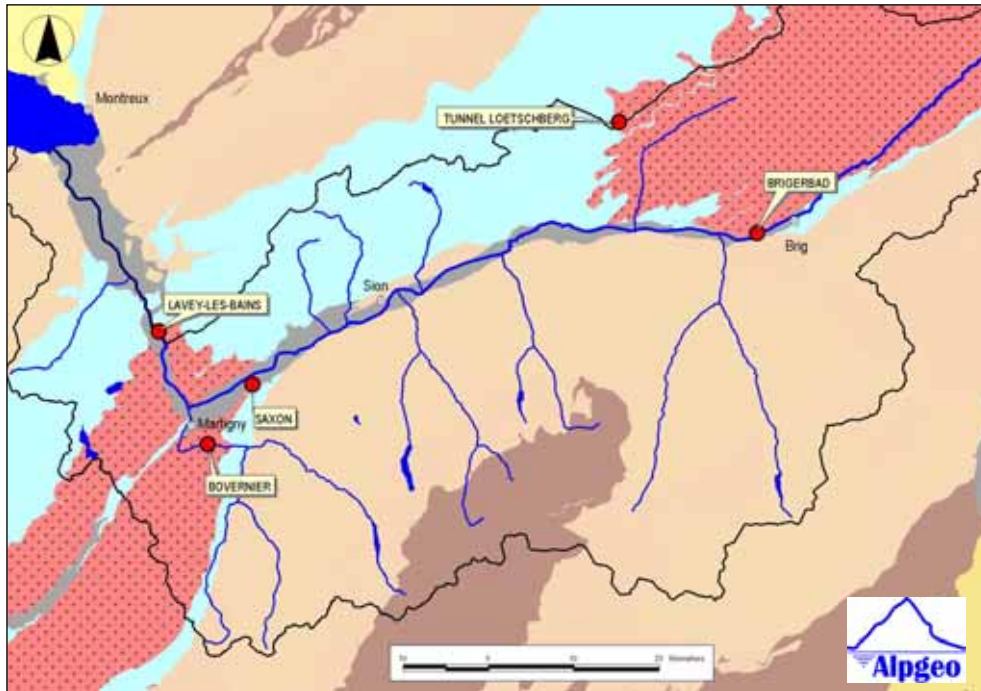 Montreux
TUNNEL LOETSCHBERG
BRIGERBAD
Brig
Sion
LAVEY-LES-BAINS
SAXON
Martigny
BOVERNIER
Alpgeo